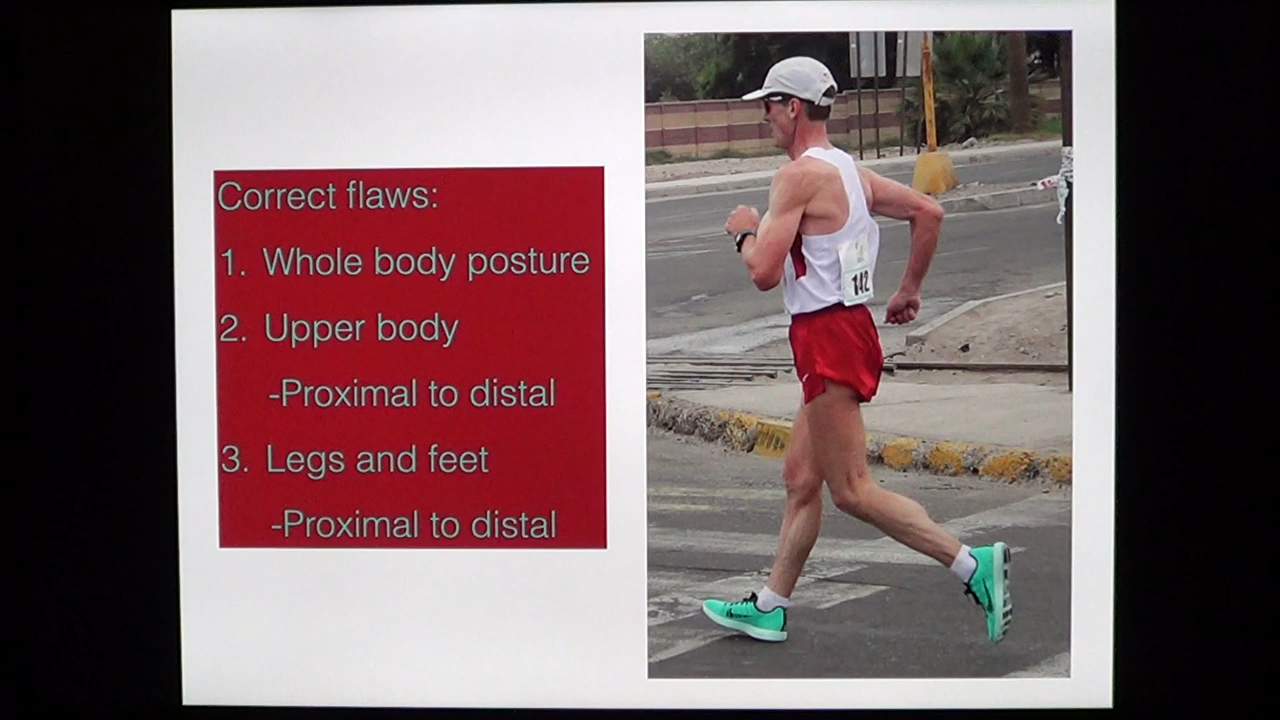 Correct flaws:
1. Whole body posture
2. Upper body
-Proximal to distal
3. Legs and feet
-Proximal to distal
142